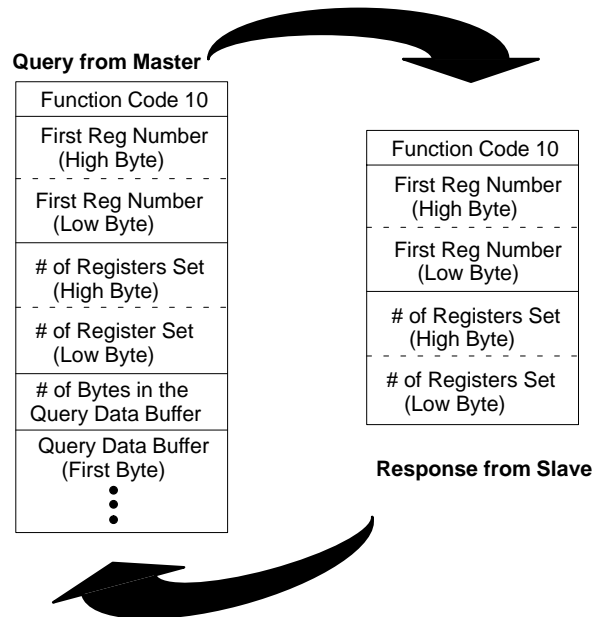 Query from Master
Function Code 10
First Reg Number
(High Byte)
First Reg Number
(Low Byte)
# of Registers Set
(High Byte)
# of Register Set
(Low Byte)
# of Bytes in the
Query Data Buffer
Query Data Buffer
(First Byte)
Function Code 10
First Reg Number
(High Byte)
First Reg Number
(Low Byte)
# of Registers Set
(High Byte)
# of Registers Set
(Low Byte)
Response from Slave